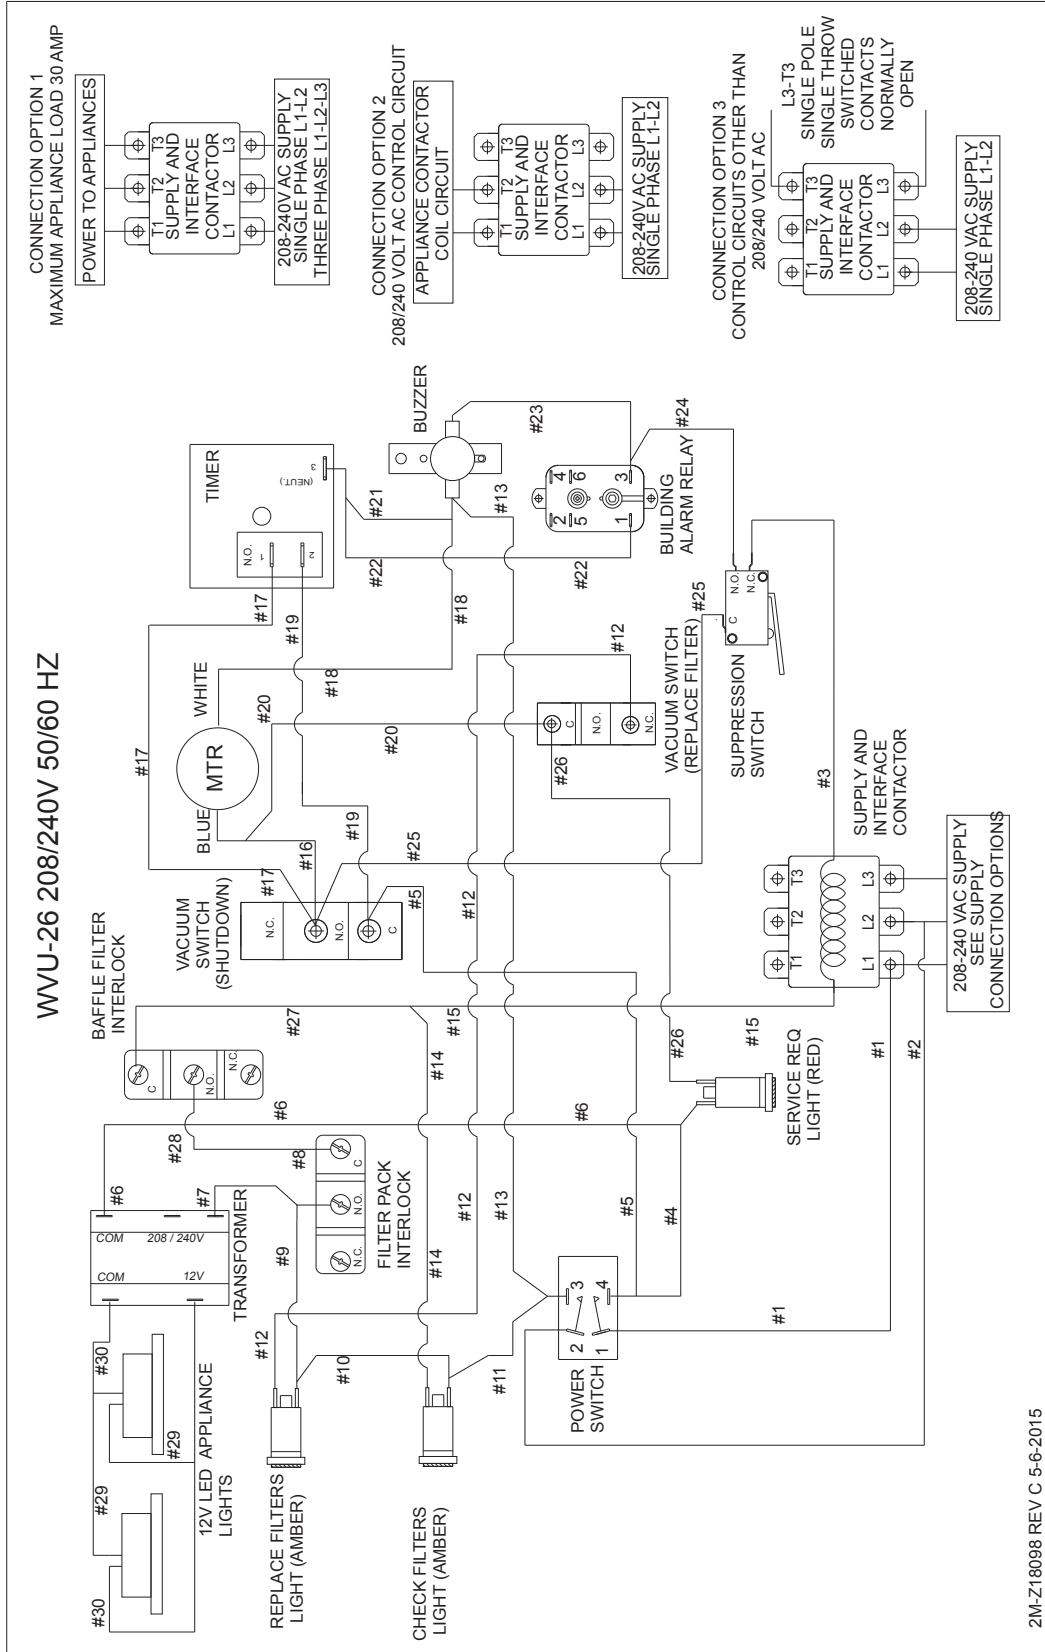 WVU-26 208/240V 50/60 HZ
CONNECTION OPTION 1
MAXIMUM APPLIANCE LOAD 30 AMP
POWER TO APPLIANCES
T1 T2 T3
SUPPLY AND
INTERFACE
CONTACTOR
L1 L2 L3
208-240V AC SUPPLY
SINGLE PHASE L1-L2
THREE PHASE L1-L2-L3
CONNECTION OPTION 2
208/240 VOLT AC CONTROL CIRCUIT
APPLIANCE CONTACTOR
COIL CIRCUIT
T1 T2 T3
SUPPLY AND
INTERFACE
CONTACTOR
L1 L2 L3
208-240V AC SUPPLY
SINGLE PHASE L1-L2
CONNECTION OPTION 3
CONTROL CIRCUITS OTHER THAN
208/240 VOLT AC
L3-T3
SINGLE POLE
SINGLE THROW
SWITCHED
CONTACTS
NORMALLY
OPEN
T1 T2 T3
SUPPLY AND
INTERFACE
CONTACTOR
L1 L2 L3
208-240 VAC SUPPLY
SINGLE PHASE L1-L2
#30
#29
#30
#29
12V LED APPLIANCE
LIGHTS
COM 208 / 240V
COM 12V
TRANSFORMER
#6
#7
BAFFLE FILTER
INTERLOCK
C
N.O.
N.C.
#27
#28
#6
#8
N.C. N.O. C
FILTER PACK
INTERLOCK
#9
#12
#10
REPLACE FILTERS
LIGHT (AMBER)
CHECK FILTERS
LIGHT (AMBER)
#14
#14
#15
#11
#12
#12
#13
VACUUM
SWITCH
(SHUTDOWN)
N.C.
N.O.
C
#17
#16
#19
#25
#5
BLUE
MTR
WHITE
#17
#20
#18
#20
#19
#17
#18
TIMER
N.O.
1
2
3
(NEUT.)
#21
#22
#22
BUZZER
#13
#23
#24
2 4
5 6
1 3
BUILDING
ALARM RELAY
#12
C
N.O.
N.C.
#26
VACUUM SWITCH
(REPLACE FILTER)
#25
C N.O.
N.C.
SUPPRESSION
SWITCH
#3
#26
#6
#15
SERVICE REQ
LIGHT (RED)
#5
#4
2 3
1 4
POWER
SWITCH
#1
#1
#2
T1 T2 T3
L1 L2 L3
SUPPLY AND
INTERFACE
CONTACTOR
208-240 VAC SUPPLY
SEE SUPPLY
CONNECTION OPTIONS
2M-Z18098 REV C 5-6-2015